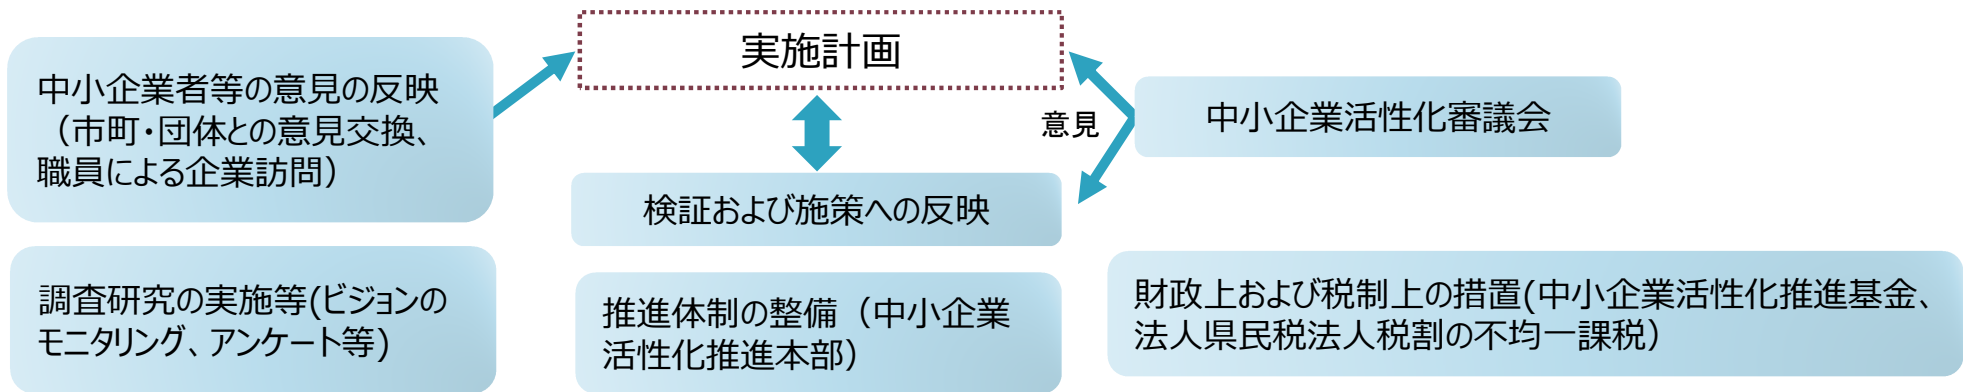 実施計画
中小企業者等の意見の反映
（市町・団体との意見交換、
職員による企業訪問）
意見
中小企業活性化審議会
検証および施策への反映
調査研究の実施等(ビジョンの
モニタリング、アンケート等)
推進体制の整備（中小企業
活性化推進本部）
財政上および税制上の措置(中小企業活性化推進基金、
法人県民税法人税割の不均一課税）